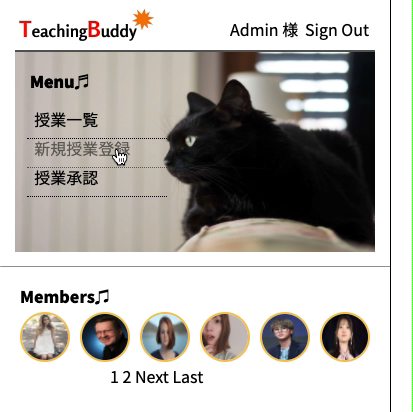 TeachingBuddy
Admin 様 Sign Out
Menu♬
授業一覧
新規授業登録
授業承認
Members♬
1 2 Next Last